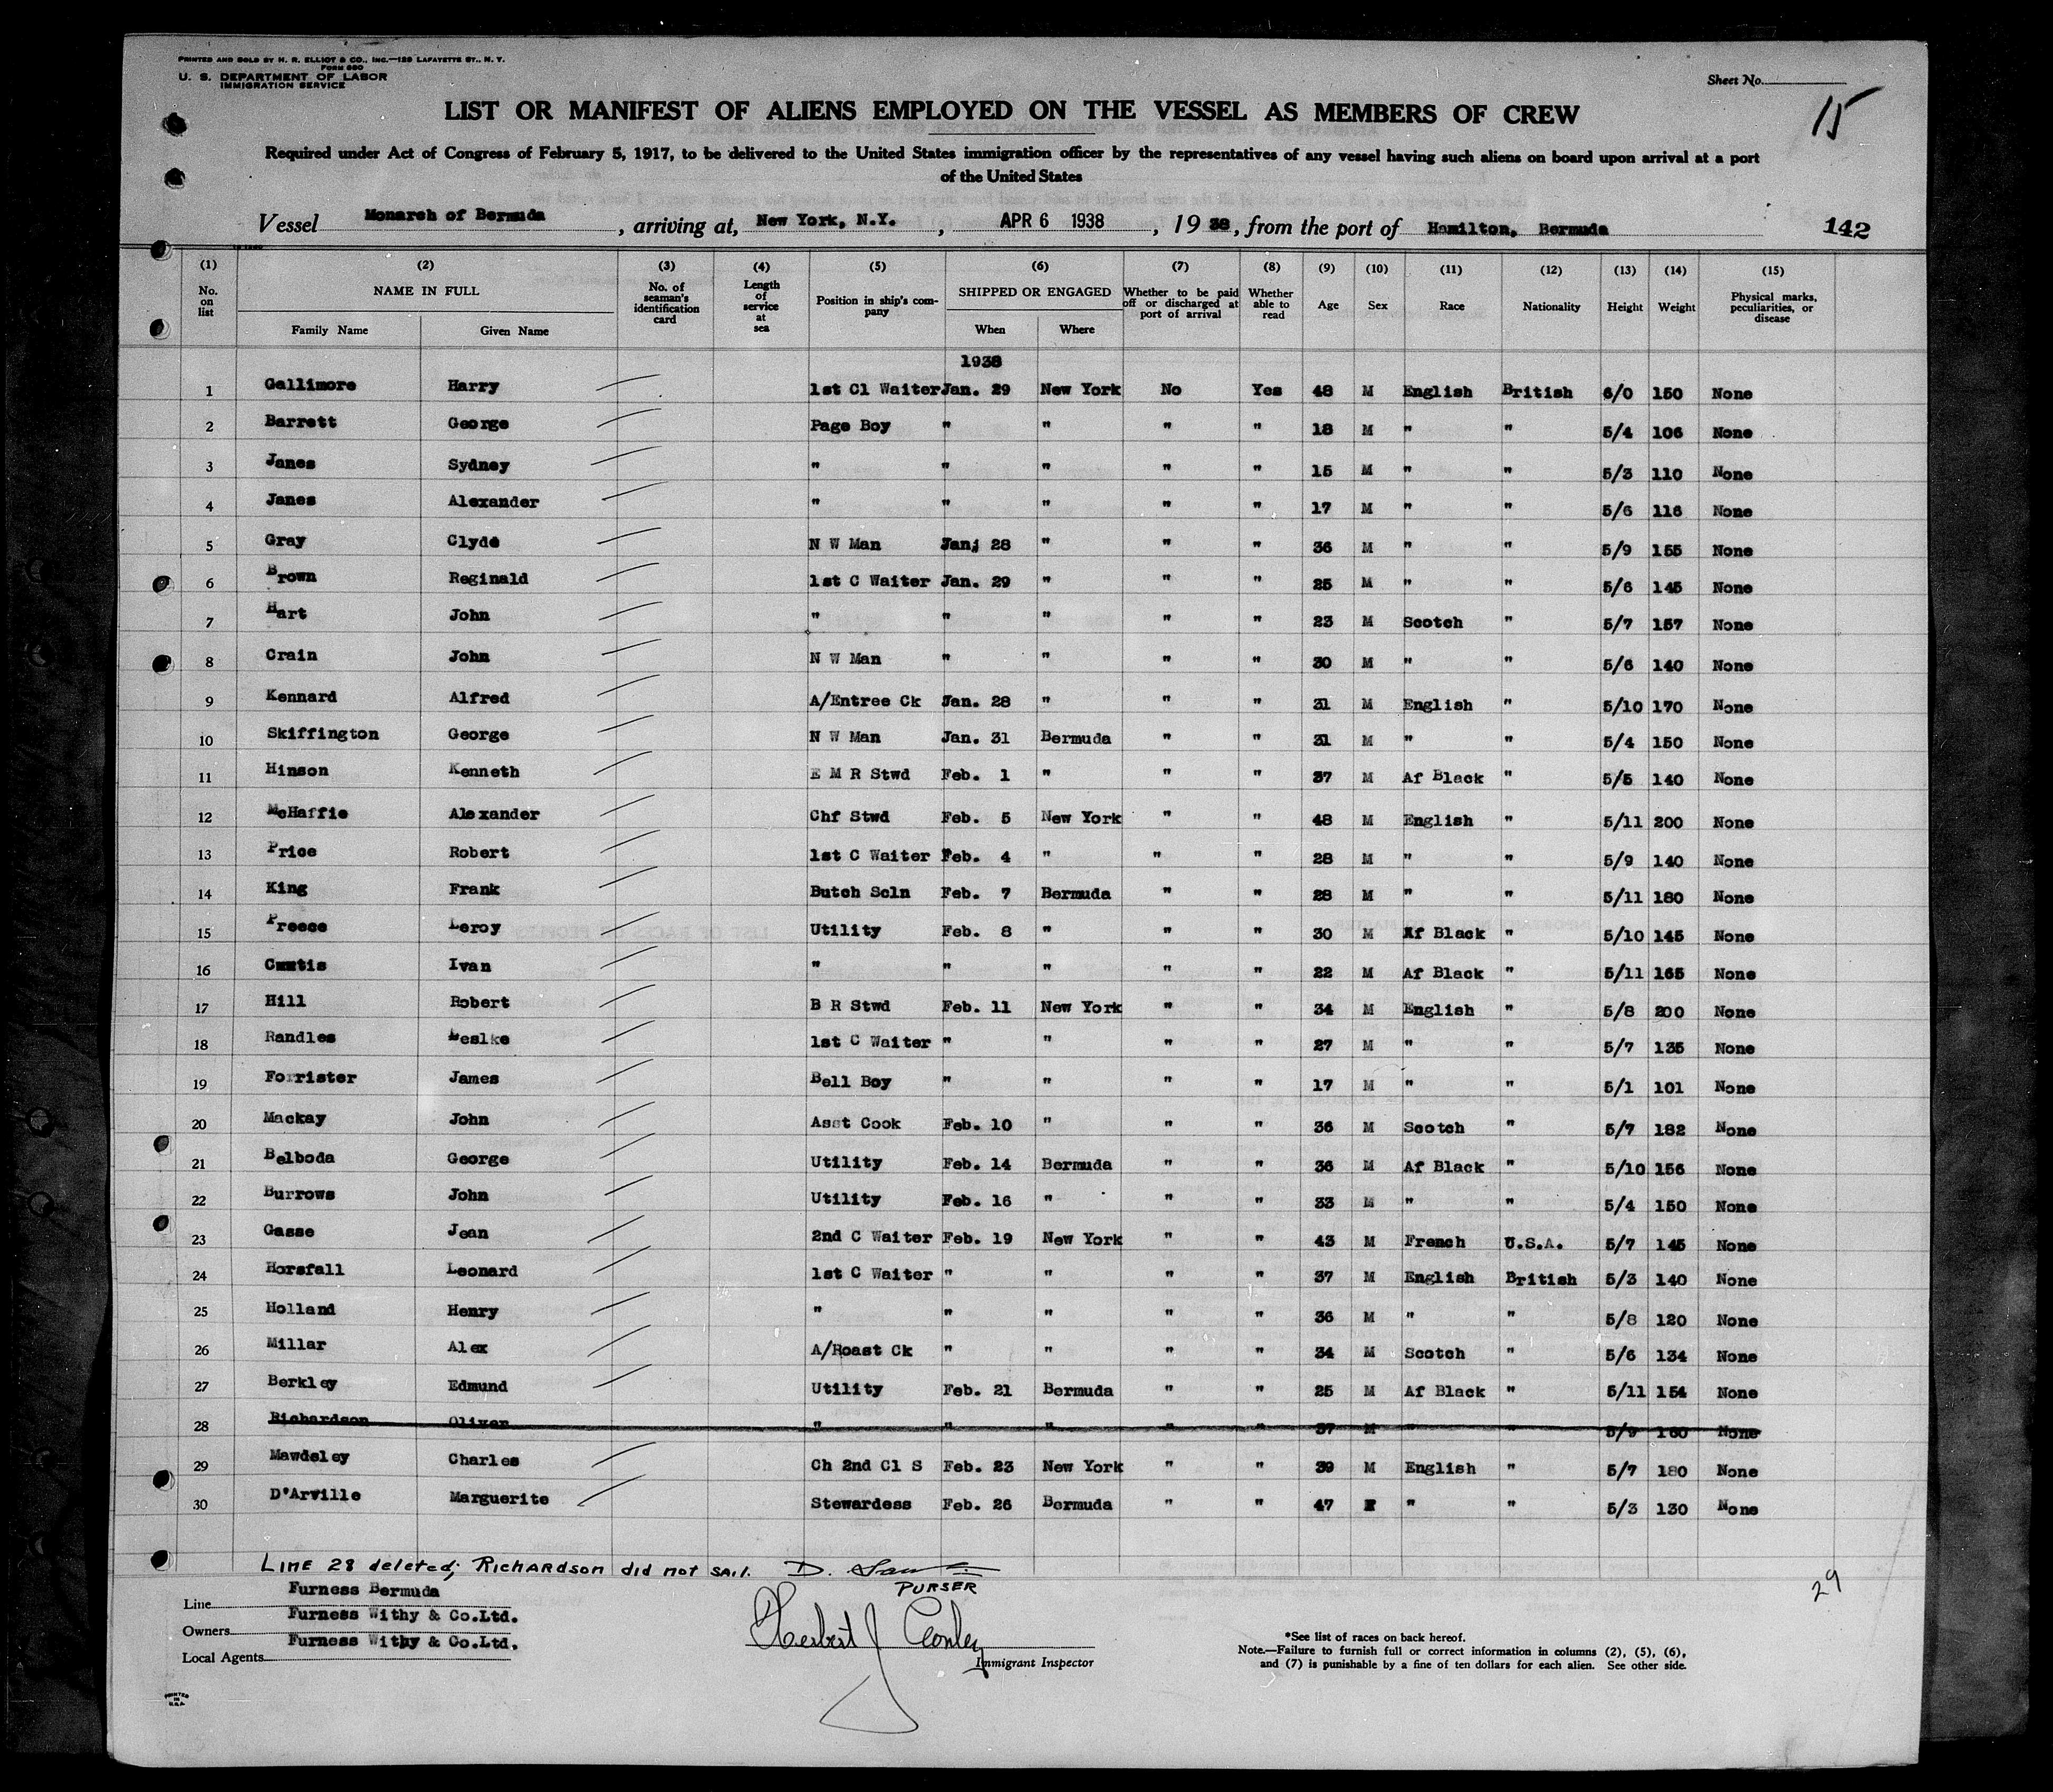 PRINTED AND SOLD BY H. R. ELLIOT & CO., INC.—129 LAFAYETTE ST., N. Y.
FORM 680
U. S. DEPARTMENT OF LABOR
IMMIGRATION SERVICE
Sheet No.
15
LIST OR MANIFEST OF ALIENS EMPLOYED ON THE VESSEL AS MEMBERS OF CREW
Required under Act of Congress of February 5, 1917, to be delivered to the United States immigration officer by the representatives of any vessel having such aliens on board upon arrival at a port
of the United States
Vessel Monarch of Bermuda, arriving at, New York, N.Y., APR 6 1938, 19 38, from the port of Hamilton, Bermuda 142
(1) (2) (3) (4) (5) (6) (7) (8) (9) (10) (11) (12) (13) (14) (15)
No. on list NAME IN FULL Family Name Given Name No. of seaman's identification card Length of service at sea Position in ship's company SHIPPED OR ENGAGED When Where Whether to be paid off or discharged at port of arrival Whether able to read Age Sex Race Nationality Height Weight Physical marks, peculiarities, or disease
1938
1 Gallimore Harry 1st Cl Waiter Jan. 29 New York No Yes 48 M English British 6/0 150 None
2 Barrett George Page Boy " " " " 18 M " " 5/4 106 None
3 Janes Sydney " " " " " 15 M " " 5/3 110 None
4 Janes Alexander " " " " " 17 M " " 5/6 116 None
5 Gray Clyde N W Man Jan; 28 " " " 36 M " " 5/9 155 None
6 Brown Reginald 1st C Waiter Jan. 29 " " " 25 M " " 5/6 145 None
7 Hart John " " " " " 23 M Scotch " 5/7 157 None
8 Crain John N W Man " " " " 30 M " " 5/6 140 None
9 Kennard Alfred A/Entree Ck Jan. 28 " " " 31 M English " 5/10 170 None
10 Skiffington George N W Man Jan. 31 Bermuda " " 31 M " " 5/4 150 None
11 Hinson Kenneth E M R Stwd Feb. 1 " " " 37 M Af Black " 5/5 140 None
12 McHaffie Alexander Chf Stwd Feb. 5 New York " " 48 M English " 5/11 200 None
13 Price Robert 1st C Waiter Feb. 4 " " " 28 M " " 5/9 140 None
14 King Frank Butch Scln Feb. 7 Bermuda " " 28 M " " 5/11 180 None
15 Preece Leroy Utility Feb. 8 " " " 30 M Af Black " 5/10 145 None
16 Curtis Ivan " " " " " 22 M Af Black " 5/11 165 None
17 Hill Robert B R Stwd Feb. 11 New York " " 34 M English " 5/8 200 None
18 Randles Leslke 1st C Waiter " " " " 27 M " " 5/7 135 None
19 Forrister James Bell Boy " " " " 17 M " " 5/1 101 None
20 Mackay John Asst Cook Feb. 10 " " " 36 M Scotch " 5/7 182 None
21 Belboda George Utility Feb. 14 Bermuda " " 36 M Af Black " 5/10 156 None
22 Burrows John Utility Feb. 16 " " " 33 M " " 5/4 150 None
23 Gasse Jean 2nd C Waiter Feb. 19 New York " " 43 M French U.S.A. 5/7 145 None
24 Horsfall Leonard 1st C Waiter " " " " 37 M English British 5/3 140 None
25 Holland Henry " " " " " 36 M " " 5/8 120 None
26 Millar Alex A/Roast Ck " " " " 34 M Scotch " 5/6 134 None
27 Berkley Edmund Utility Feb. 21 Bermuda " " 25 M Af Black " 5/11 154 None
28 Richardson Oliver " " " " " 37 M " " 5/9 160 None
29 Mawdsley Charles Ch 2nd Cl S Feb. 23 New York " " 39 M English " 5/7 180 None
30 D'Arville Marguerite Stewardess Feb. 26 Bermuda " " 47 F " " 5/3 130 None
LINE 28 deleted; RICHARDSON did not SAIL. D.
PURSER
29
Line Furness Bermuda
Owners Furness Withy & Co.Ltd.
Local Agents Furness Withy & Co.Ltd.
Herbert J Conley
Immigrant Inspector
*See list of races on back hereof.
Note.—Failure to furnish full or correct information in columns (2), (5), (6),
and (7) is punishable by a fine of ten dollars for each alien. See other side.
PRINTED
IN
U.S.A.